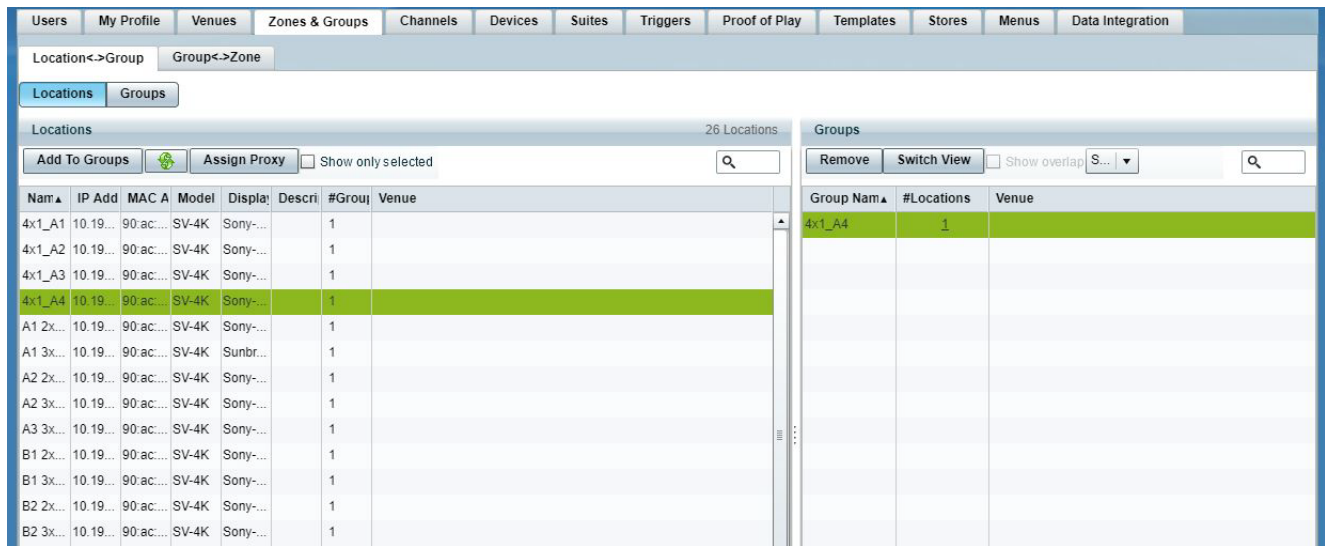 Users My Profile Venues Zones & Groups Channels Devices Suites Triggers Proof of Play Templates Stores Menus Data Integration
Location<->Group Group<->Zone
Locations Groups
Locations 26 Locations Groups
Add To Groups Assign Proxy Show only selected Remove Switch View Show overlap S...
Nam IP Add MAC A Model Display Descri #Group Venue Group Nam #Locations Venue
4x1_A1 10.19... 90:ac:... SV-4K Sony-... 1 4x1_A4 1
4x1_A2 10.19... 90:ac:... SV-4K Sony-... 1
4x1_A3 10.19... 90:ac:... SV-4K Sony-... 1
4x1_A4 10.19... 90:ac:... SV-4K Sony-... 1
A1 2x... 10.19... 90:ac:... SV-4K Sony-... 1
A1 3x... 10.19... 90:ac:... SV-4K Sunbr... 1
A2 2x... 10.19... 90:ac:... SV-4K Sony-... 1
A2 3x... 10.19... 90:ac:... SV-4K Sony-... 1
A3 3x... 10.19... 90:ac:... SV-4K Sony-... 1
B1 2x... 10.19... 90:ac:... SV-4K Sony-... 1
B1 3x... 10.19... 90:ac:... SV-4K Sony-... 1
B2 2x... 10.19... 90:ac:... SV-4K Sony-... 1
B2 3x... 10.19... 90:ac:... SV-4K Sony-... 1